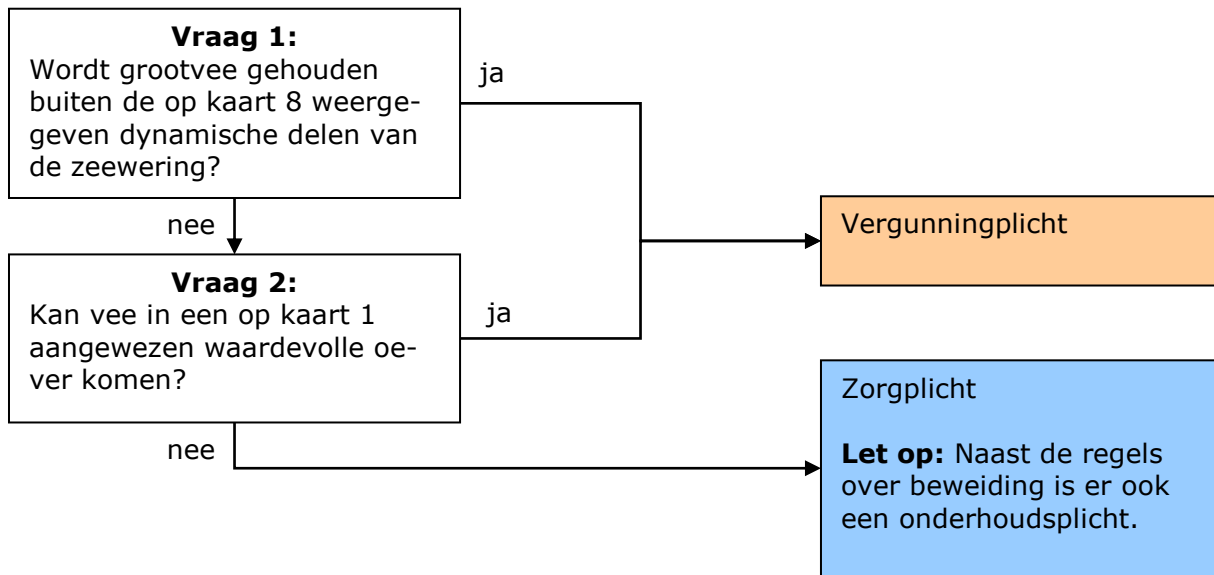 Vraag 1:
Wordt grootvee gehouden
buiten de op kaart 8 weerge-
geven dynamische delen van
de zeewering?
ja
nee
Vergunningplicht
Vraag 2:
Kan vee in een op kaart 1
aangewezen waardevolle oe-
ver komen?
ja
nee
Zorgplicht
Let op: Naast de regels
over beweiding is er ook
een onderhoudsplicht.